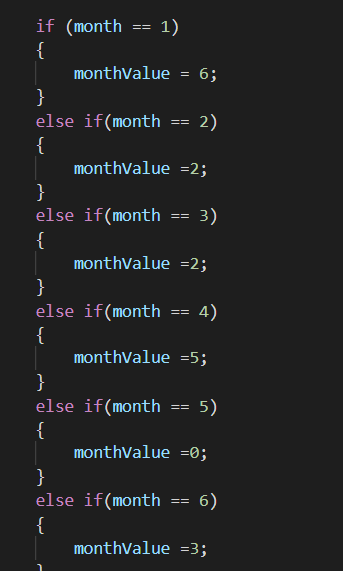 if (month == 1)
{
monthValue = 6;
}
else if(month == 2)
{
monthValue =2;
}
else if(month == 3)
{
monthValue =2;
}
else if(month == 4)
{
monthValue =5;
}
else if(month == 5)
{
monthValue =0;
}
else if(month == 6)
{
monthValue =3;
}